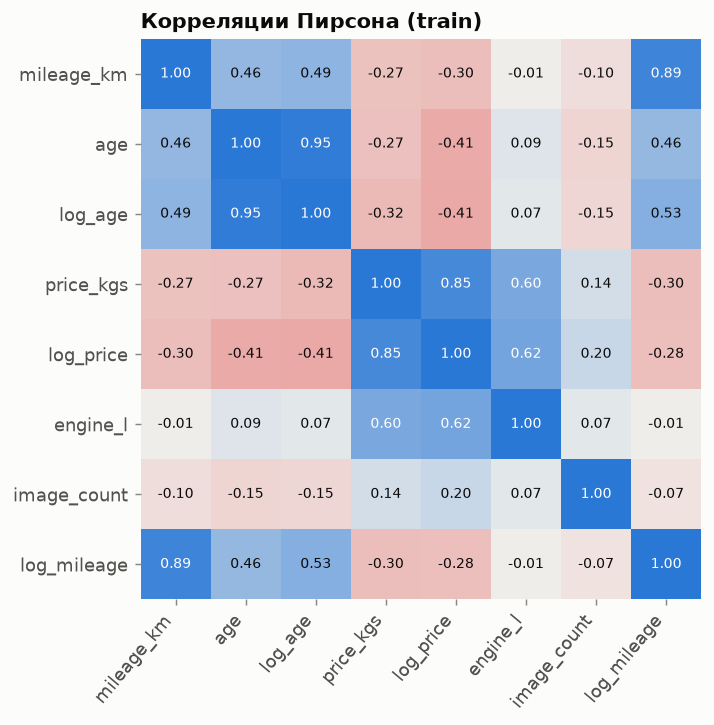 Корреляции Пирсона (train)
mileage_km 1.00 0.46 0.49 -0.27 -0.30 -0.01 -0.10 0.89
age 0.46 1.00 0.95 -0.27 -0.41 0.09 -0.15 0.46
log_age 0.49 0.95 1.00 -0.32 -0.41 0.07 -0.15 0.53
price_kgs -0.27 -0.27 -0.32 1.00 0.85 0.60 0.14 -0.30
log_price -0.30 -0.41 -0.41 0.85 1.00 0.62 0.20 -0.28
engine_l -0.01 0.09 0.07 0.60 0.62 1.00 0.07 -0.01
image_count -0.10 -0.15 -0.15 0.14 0.20 0.07 1.00 -0.07
log_mileage 0.89 0.46 0.53 -0.30 -0.28 -0.01 -0.07 1.00
mileage_km age log_age price_kgs log_price engine_l image_count log_mileage